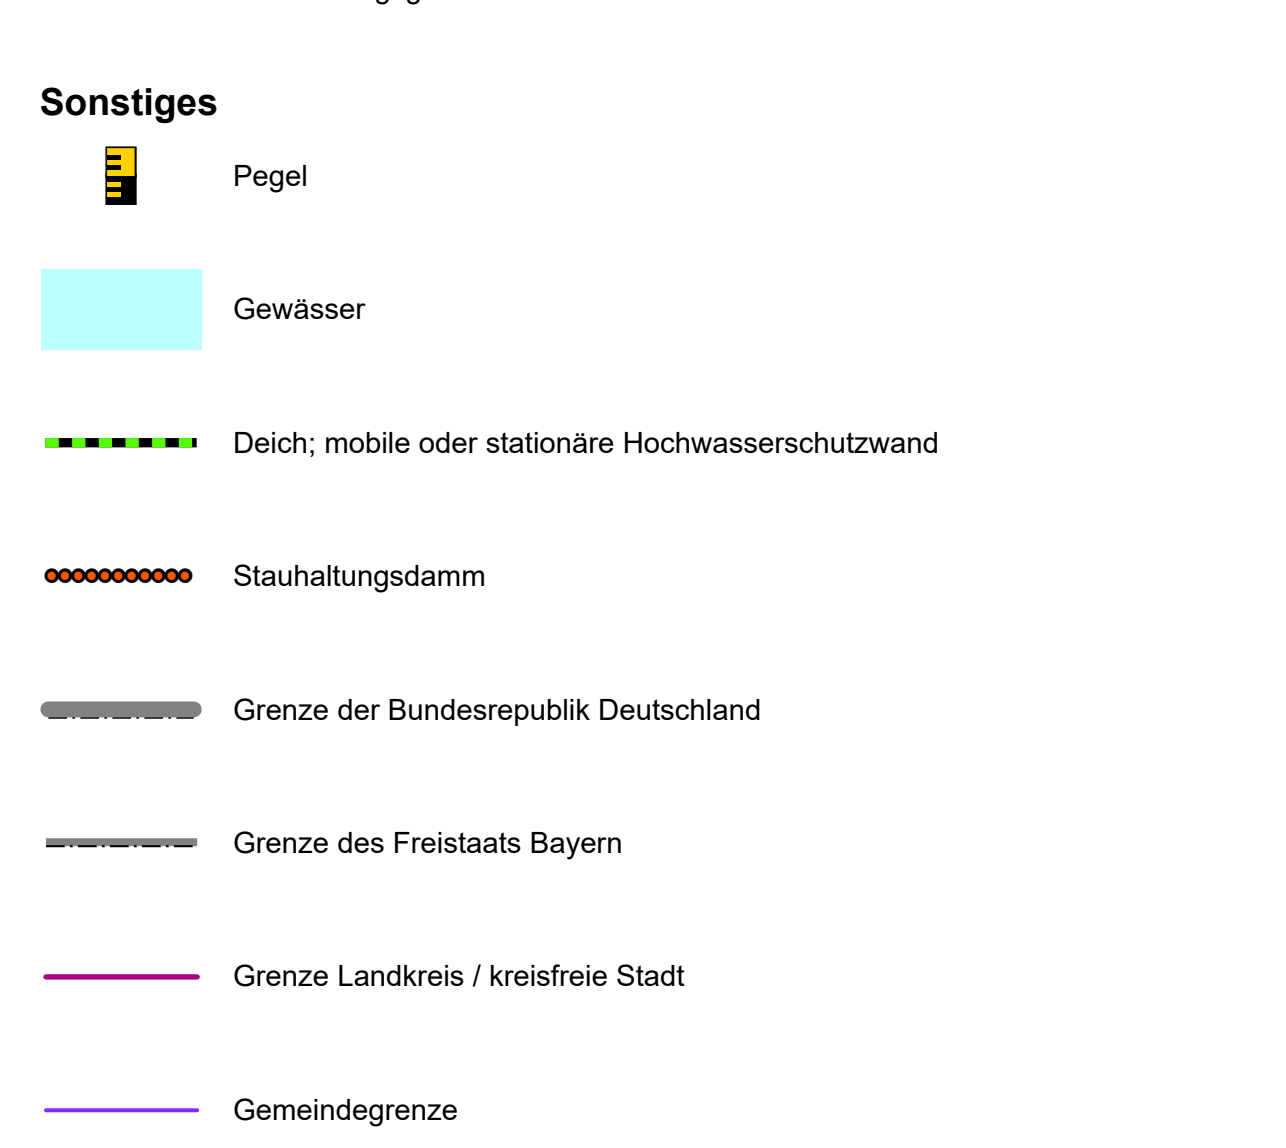 Sonstiges
Pegel
Gewässer
Deich; mobile oder stationäre Hochwasserschutzwand
Stauhaltungsdamm
Grenze der Bundesrepublik Deutschland
Grenze des Freistaats Bayern
Grenze Landkreis / kreisfreie Stadt
Gemeindegrenze